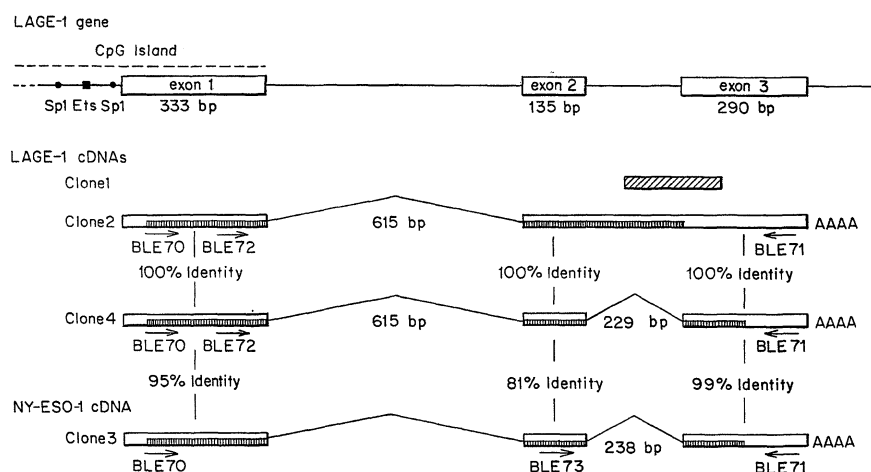 LAGE-1 gene
CpG Island
exon 1
exon 2
exon 3
Sp1 Ets Sp1
333 bp
135 bp
290 bp
LAGE-1 cDNAs
Clone1
Clone2
615 bp
AAAA
BLE70
BLE72
BLE71
100% Identity
100% Identity
100% Identity
Clone4
615 bp
229 bp
AAAA
BLE70
BLE72
BLE71
95% Identity
81% Identity
99% Identity
NY-ESO-1 cDNA
Clone3
238 bp
AAAA
BLE70
BLE73
BLE71